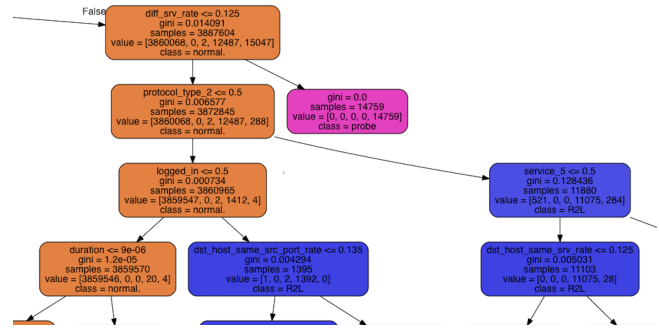 False
diff_srv_rate <= 0.125
gini = 0.014091
samples = 3887604
value = [3860068, 0, 2, 12487, 15047]
class = normal.
protocol_type_2 <= 0.5
gini = 0.006577
samples = 3872845
value = [3860068, 0, 2, 12487, 288]
class = normal.
gini = 0.0
samples = 14759
value = [0, 0, 0, 0, 14759]
class = probe
logged_in <= 0.5
gini = 0.000734
samples = 3860965
value = [3859547, 0, 2, 1412, 4]
class = normal.
service_5 <= 0.5
gini = 0.128436
samples = 11880
value = [521, 0, 0, 11075, 284]
class = R2L
duration <= 9e-06
gini = 1.2e-05
samples = 3859570
value = [3859546, 0, 0, 20, 4]
class = normal.
dst_host_same_src_port_rate <= 0.135
gini = 0.004294
samples = 1395
value = [1, 0, 2, 1392, 0]
class = R2L
dst_host_same_srv_rate <= 0.125
gini = 0.005031
samples = 11103
value = [0, 0, 0, 11075, 28]
class = R2L